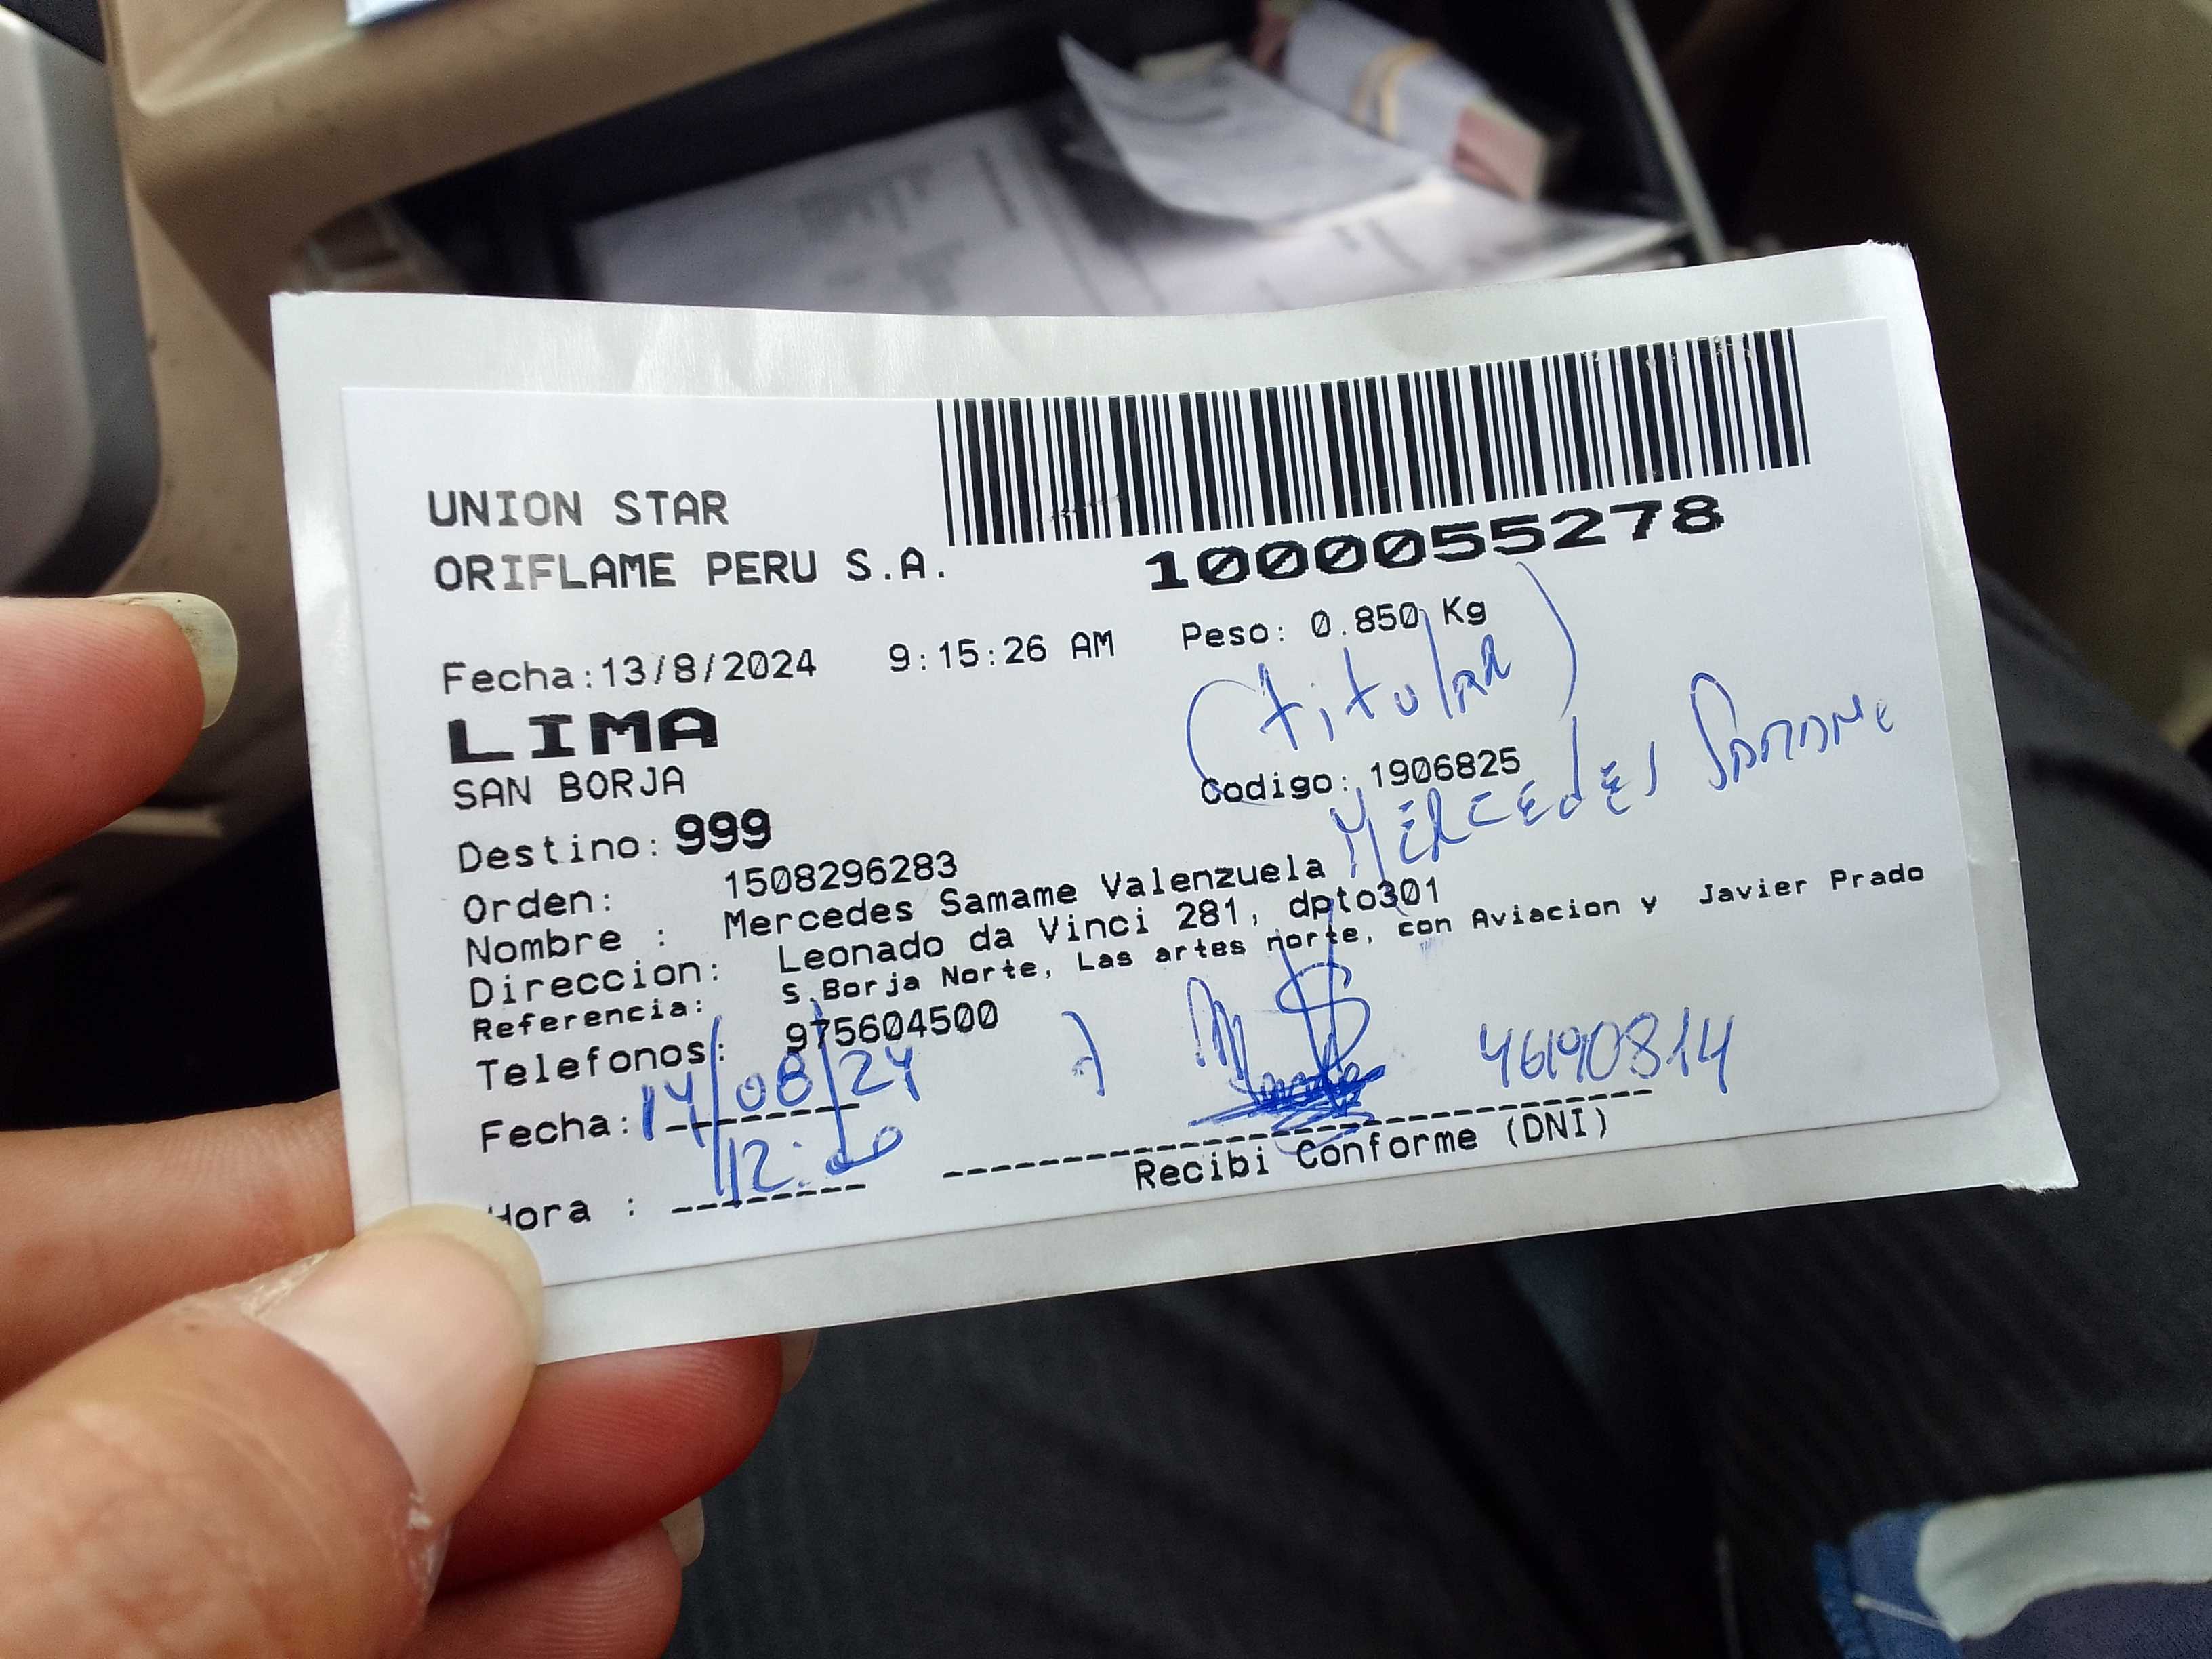 UNION STAR
ORIFLAME PERU S.A.
1000055278
Fecha:13/8/2024 9:15:26 AM Peso: 0.850 Kg
(titular)
LIMA
SAN BORJA
Codigo: 1906825
Mercedes Samame
Destino: 999
Orden: 1508296283
Nombre : Mercedes Samame Valenzuela
Direccion: Leonado da Vinci 281, dpto301
Referencia: S.Borja Norte, Las artes norte, con Aviacion y Javier Prado
Telefonos: 975604500
Fecha: 14/08/24
46190814
Hora : 12:
Recibi Conforme (DNI)